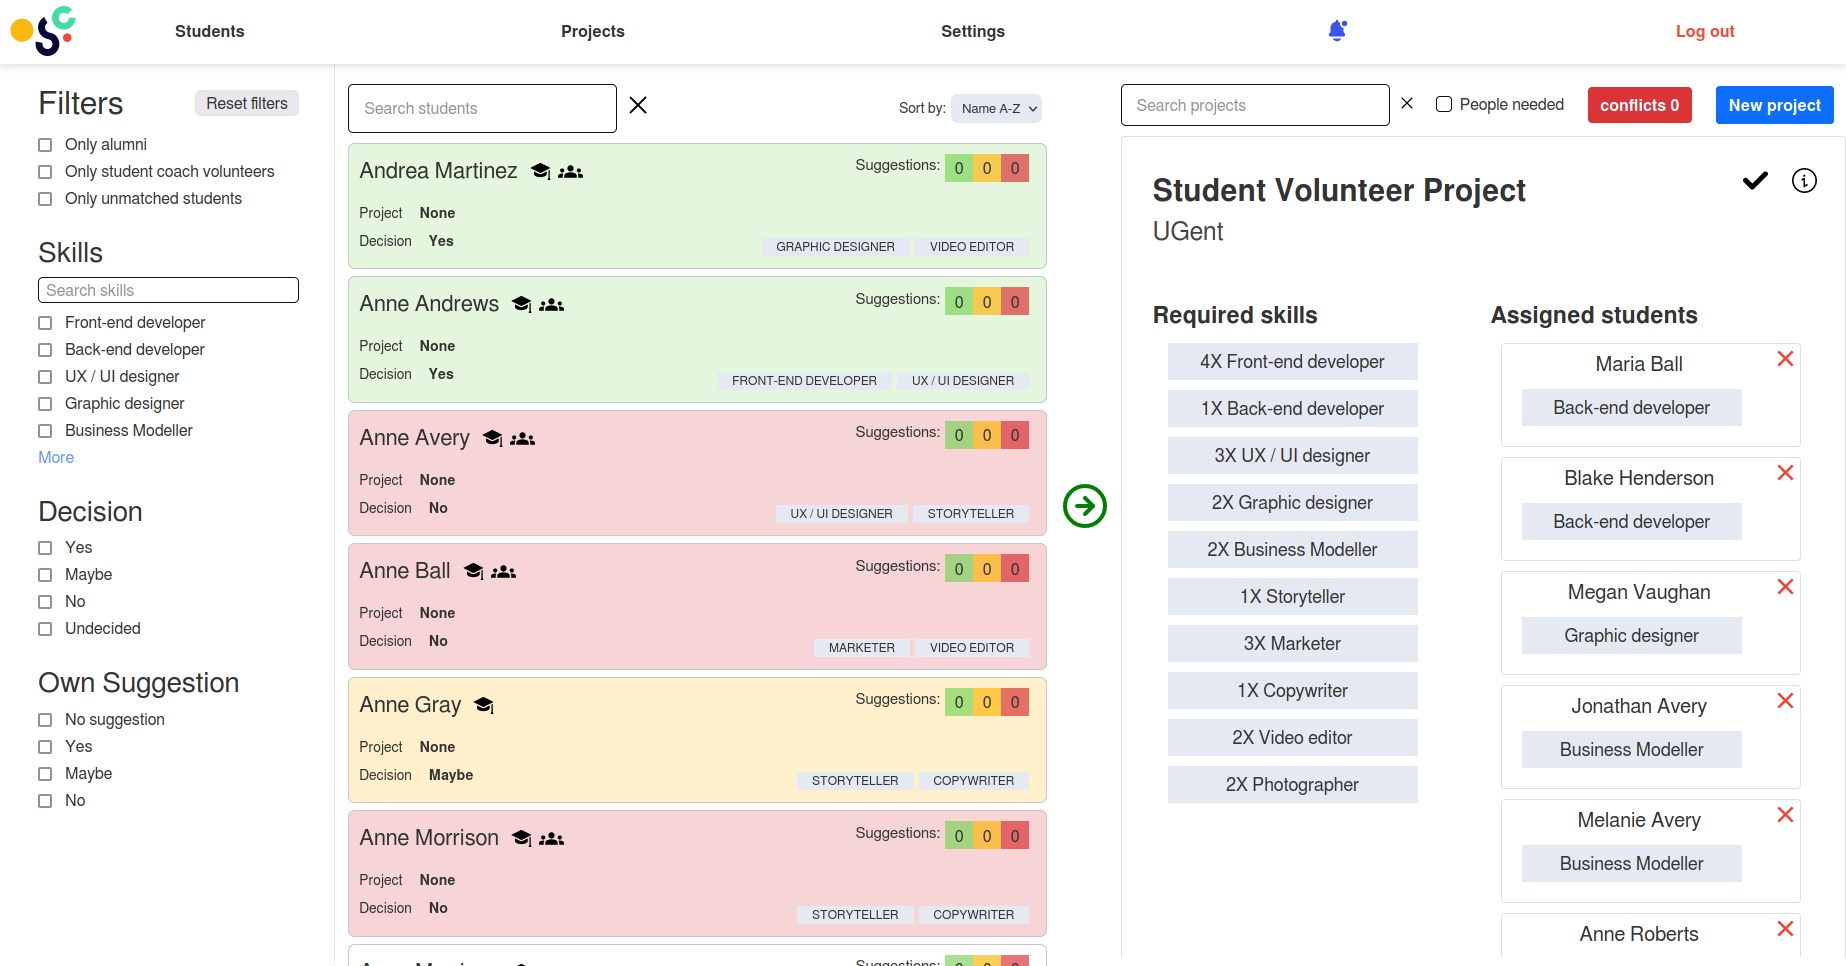 Students
Projects
Settings
Log out
Filters
Reset filters
Only alumni
Only student coach volunteers
Only unmatched students
Skills
Search skills
Front-end developer
Back-end developer
UX / UI designer
Graphic designer
Business Modeller
More
Decision
Yes
Maybe
No
Undecided
Own Suggestion
No suggestion
Yes
Maybe
No
Search students
Sort by: Name A-Z
Andrea Martinez
Suggestions: 0 0 0
Project None
Decision Yes
GRAPHIC DESIGNER VIDEO EDITOR
Anne Andrews
Suggestions: 0 0 0
Project None
Decision Yes
FRONT-END DEVELOPER UX / UI DESIGNER
Anne Avery
Suggestions: 0 0 0
Project None
Decision No
UX / UI DESIGNER STORYTELLER
Anne Ball
Suggestions: 0 0 0
Project None
Decision No
MARKETER VIDEO EDITOR
Anne Gray
Suggestions: 0 0 0
Project None
Decision Maybe
STORYTELLER COPYWRITER
Anne Morrison
Suggestions: 0 0 0
Project None
Decision No
STORYTELLER COPYWRITER
Search projects
People needed
conflicts 0
New project
Student Volunteer Project
UGent
Required skills
4X Front-end developer
1X Back-end developer
3X UX / UI designer
2X Graphic designer
2X Business Modeller
1X Storyteller
3X Marketer
1X Copywriter
2X Video editor
2X Photographer
Assigned students
Maria Ball
Back-end developer
Blake Henderson
Back-end developer
Megan Vaughan
Graphic designer
Jonathan Avery
Business Modeller
Melanie Avery
Business Modeller
Anne Roberts